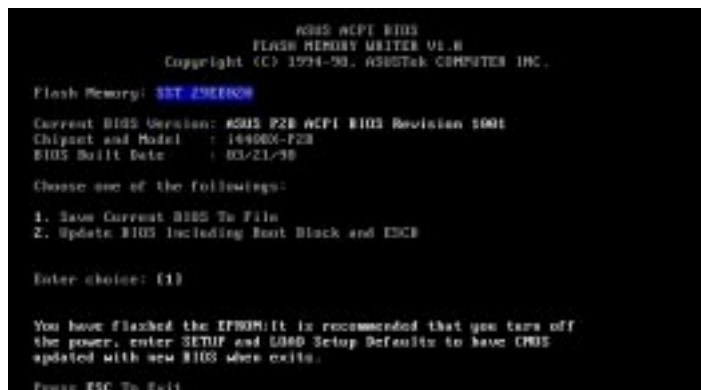 ASUS ACPI BIOS
FLASH MEMORY WRITER V1.8
Copyright (C) 1994-98, ASUSTek COMPUTER INC.
Flash Memory: SST 29EE020
Current BIOS Version: ASUS P2B ACPI BIOS Revision 1001
Chipset and Model : i440BX-P2B
BIOS Built Date : 03/21/98
Choose one of the followings:
1. Save Current BIOS To File
2. Update BIOS Including Boot Block and ESCD
Enter choice: [1]
You have flashed the EPROM;It is recommended that you turn off
the power, enter SETUP and LOAD Setup Defaults to have CMOS
updated with new BIOS when exits.
Press ESC To Exit